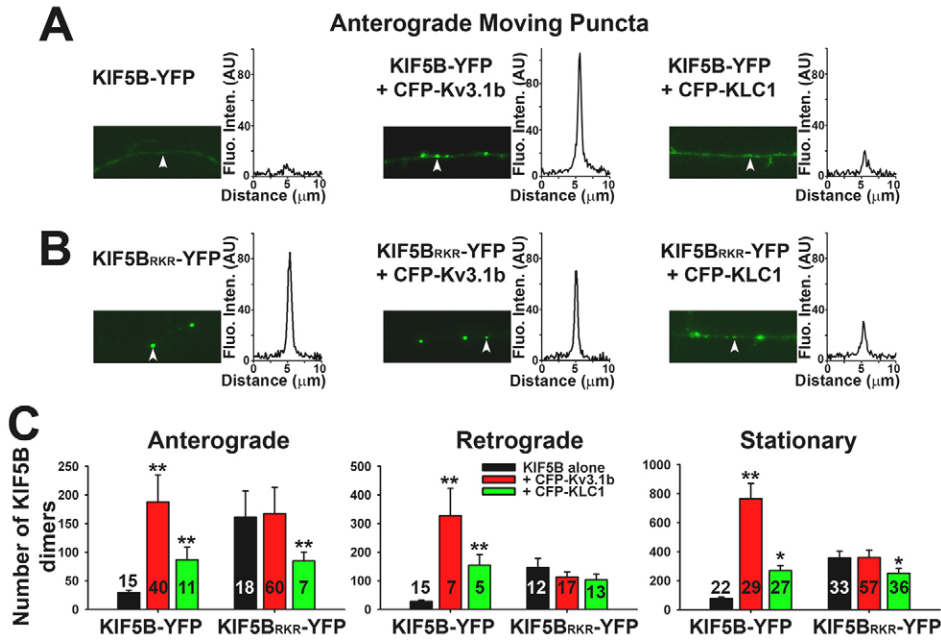 A
Anterograde Moving Puncta
KIF5B-YFP
Fluo. Inten. (AU)
80
40
0
0 5 10
Distance (μm)
KIF5B-YFP
+ CFP-Kv3.1b
Fluo. Inten. (AU)
80
40
0
0 5 10
Distance (μm)
KIF5B-YFP
+ CFP-KLC1
Fluo. Inten. (AU)
80
40
0
0 5 10
Distance (μm)
B
KIF5BRKR-YFP
Fluo. Inten. (AU)
80
40
0
0 5 10
Distance (μm)
KIF5BRKR-YFP
+ CFP-Kv3.1b
Fluo. Inten. (AU)
80
40
0
0 5 10
Distance (μm)
KIF5BRKR-YFP
+ CFP-KLC1
Fluo. Inten. (AU)
80
40
0
0 5 10
Distance (μm)
C
Number of KIF5B
dimers
Anterograde
250
200
150
100
50
0
**
**
**
15 40 11 18 60 7
KIF5B-YFP KIF5BRKR-YFP
Retrograde
500
400
300
200
100
0
KIF5B alone
+ CFP-Kv3.1b
+ CFP-KLC1
**
**
15 7 5 12 17 13
KIF5B-YFP KIF5BRKR-YFP
Stationary
1000
800
600
400
200
0
**
*
*
22 29 27 33 57 36
KIF5B-YFP KIF5BRKR-YFP